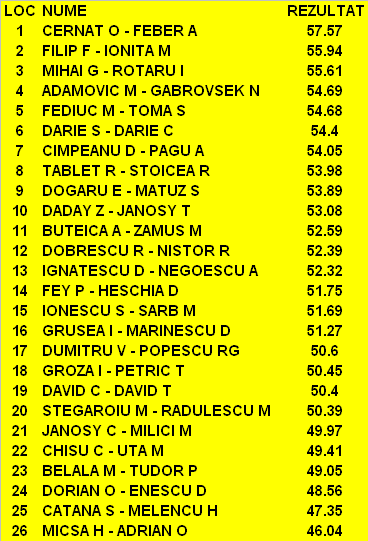 LOC NUME REZULTAT
1 CERNAT O - FEBER A 57.57
2 FILIP F - IONITA M 55.94
3 MIHAI G - ROTARU I 55.61
4 ADAMOVIC M - GABROVSEK N 54.69
5 FEDIUC M - TOMA S 54.68
6 DARIE S - DARIE C 54.4
7 CIMPEANU D - PAGU A 54.05
8 TABLET R - STOICEA R 53.98
9 DOGARU E - MATUZ S 53.89
10 DADAY Z - JANOSY T 53.08
11 BUTEICA A - ZAMUS M 52.59
12 DOBRESCU R - NISTOR R 52.39
13 IGNATESCU D - NEGOESCU A 52.32
14 FEY P - HESCHIA D 51.75
15 IONESCU S - SARB M 51.69
16 GRUSEA I - MARINESCU D 51.27
17 DUMITRU V - POPESCU RG 50.6
18 GROZA I - PETRIC T 50.45
19 DAVID C - DAVID T 50.4
20 STEGAROIU M - RADULESCU M 50.39
21 JANOSY C - MILICI M 49.97
22 CHISU C - UTA M 49.41
23 BELALA M - TUDOR P 49.05
24 DORIAN O - ENESCU D 48.56
25 CATANA S - MELENCU H 47.35
26 MICSA H - ADRIAN O 46.04